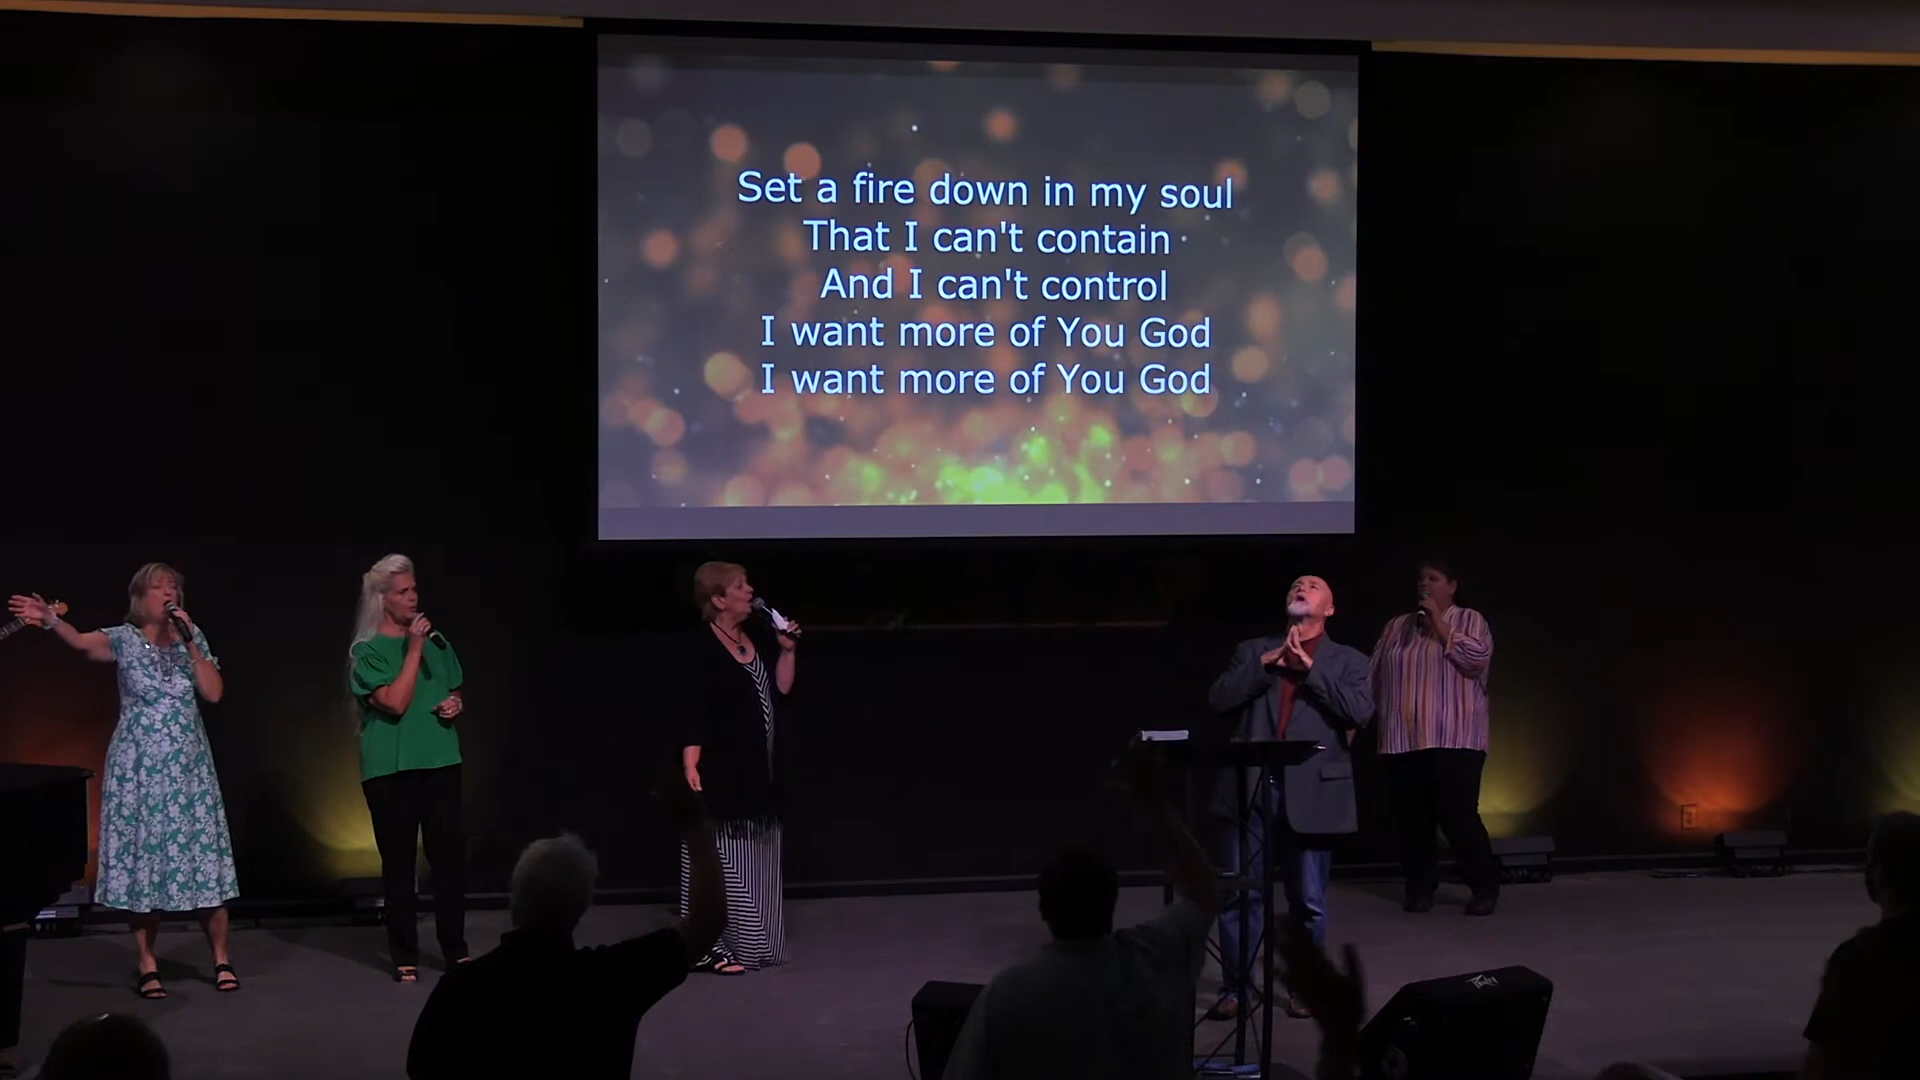 Set a fire down in my soul
That I can't contain
And I can't control
I want more of You God
I want more of You God
Peavey